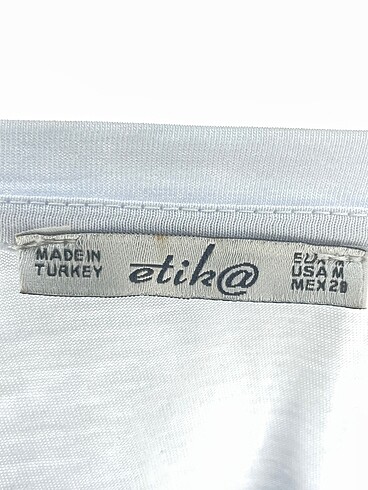 MADE IN
TURKEY
etik@
USA M
MEX 28